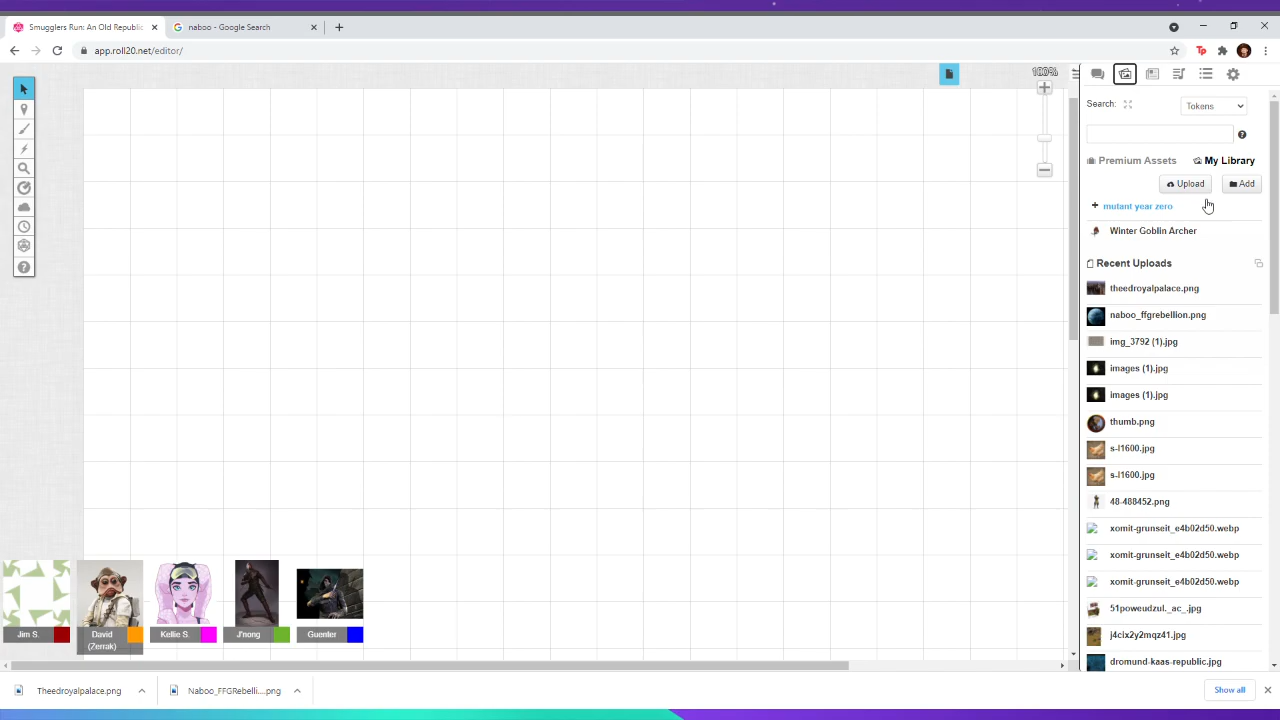 Smugglers Run: An Old Republic
naboo - Google Search
app.roll20.net/editor/
Tp
100%
Search:
Tokens
Premium Assets
My Library
Upload
Add
mutant year zero
Winter Goblin Archer
Recent Uploads
theedroyalpalace.png
naboo_ffgrebellion.png
img_3792 (1).jpg
images (1).jpg
images (1).jpg
thumb.png
s-l1600.jpg
s-l1600.jpg
48-488452.png
xomit-grunseit_e4b02d50.webp
xomit-grunseit_e4b02d50.webp
xomit-grunseit_e4b02d50.webp
51poweudzul._ac_.jpg
j4cix2y2mqz41.jpg
dromund-kaas-republic.jpg
Jim S.
David
(Zerrak)
Kellie S.
J'nong
Guenter
Theedroyalpalace.png
Naboo_FFGRebelli....png
Show all